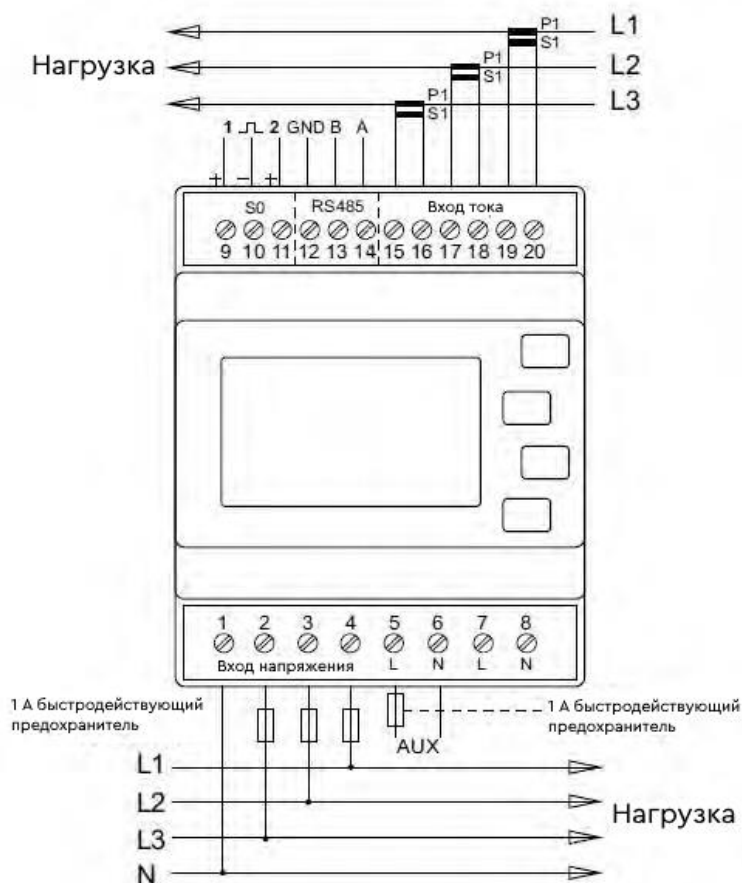 P1 L1
S1
Нагрузка P1 L2
S1
P1 L3
S1
1 2 GND B A
+ - +
S0 RS485 Вход тока
9 10 11 12 13 14 15 16 17 18 19 20
1 2 3 4 5 6 7 8
Вход напряжения L N L N
1 А быстродействующий
предохранитель
1 А быстродействующий
предохранитель
AUX
L1
L2
Нагрузка
L3
N